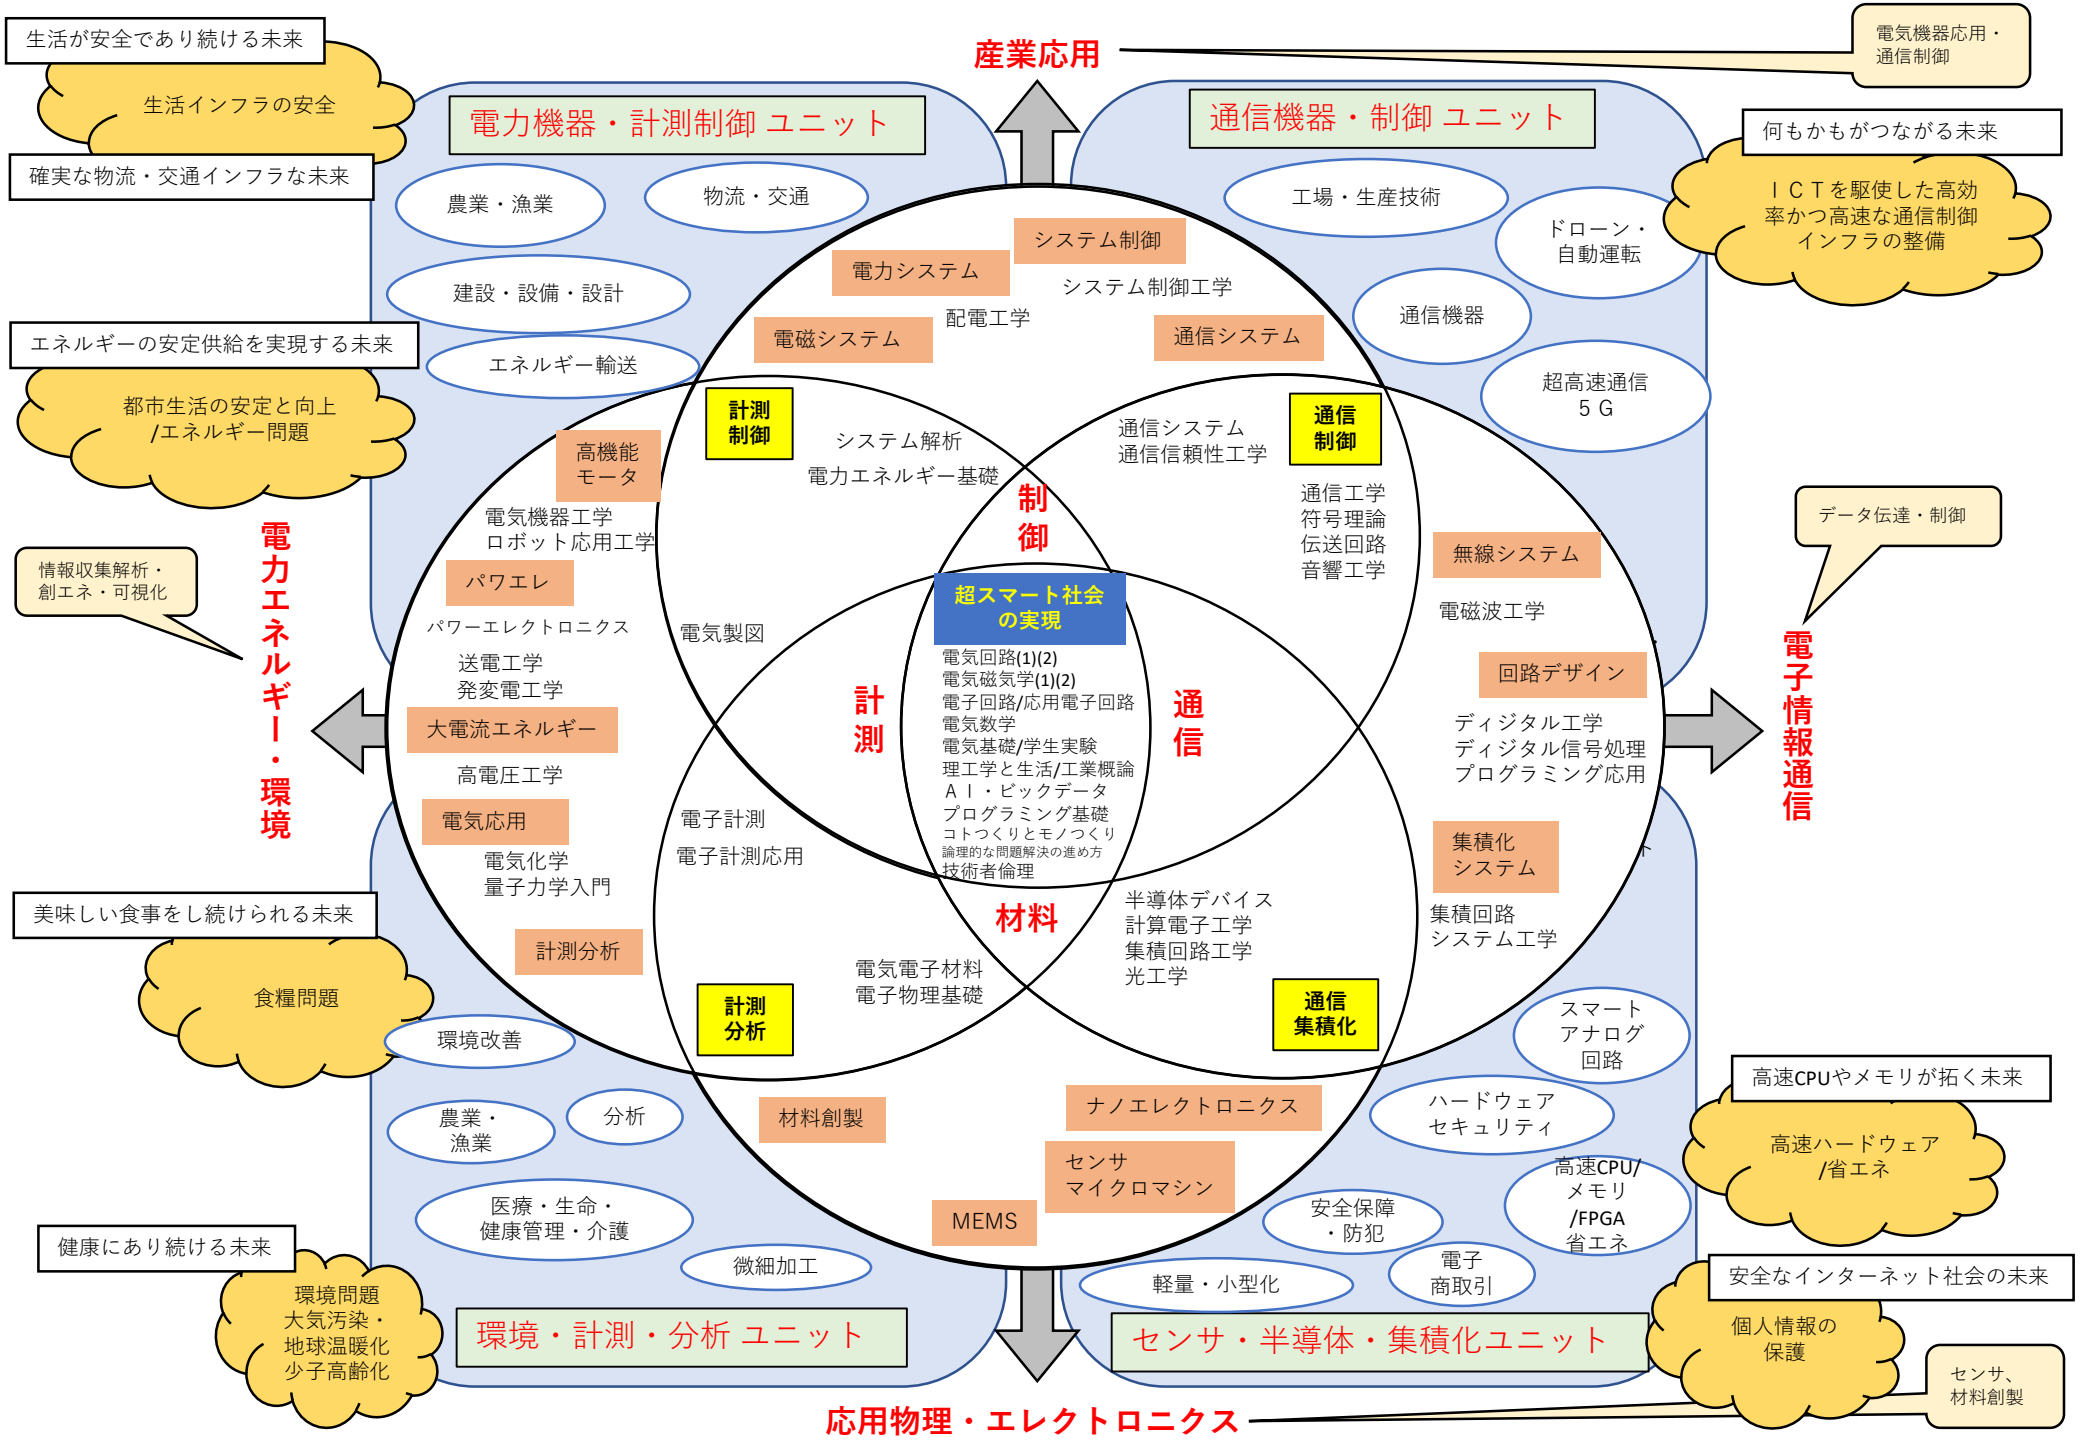 生活が安全であり続ける未来
生活インフラの安全
確実な物流・交通インフラな未来
産業応用
電気機器応用・
通信制御
電力機器・計測制御 ユニット
通信機器・制御 ユニット
農業・漁業
物流・交通
建設・設備・設計
エネルギー輸送
工場・生産技術
ドローン・
自動運転
通信機器
超高速通信
５Ｇ
何もかもがつながる未来
ＩＣＴを駆使した高効
率かつ高速な通信制御
インフラの整備
エネルギーの安定供給を実現する未来
都市生活の安定と向上
/エネルギー問題
システム制御
電力システム
システム制御工学
配電工学
電磁システム
通信システム
計測
制御
システム解析
電力エネルギー基礎
通信システム
通信信頼性工学
通信
制御
通信工学
符号理論
伝送回路
音響工学
高機能
モータ
電気機器工学
ロボット応用工学
パワエレ
パワーエレクトロニクス
送電工学
発変電工学
大電流エネルギー
高電圧工学
電気応用
電気化学
量子力学入門
計測分析
電力エネルギー・環境
情報収集解析・
創エネ・可視化
制
御
超スマート社会
の実現
電気回路(1)(2)
電気磁気学(1)(2)
電子回路/応用電子回路
電気数学
電気基礎/学生実験
理工学と生活/工業概論
ＡＩ・ビックデータ
プログラミング基礎
コトつくりとモノつくり
論理的な問題解決の進め方
技術者倫理
電気製図
計
測
通
信
電子計測
電子計測応用
材料
無線システム
電磁波工学
回路デザイン
ディジタル工学
ディジタル信号処理
プログラミング応用
集積化
システム
ト
集積回路
システム工学
データ伝達・制御
電子情報通信
半導体デバイス
計算電子工学
集積回路工学
光工学
電気電子材料
電子物理基礎
計測
分析
通信
集積化
材料創製
ナノエレクトロニクス
センサ
マイクロマシン
MEMS
美味しい食事をし続けられる未来
食糧問題
環境改善
農業・
漁業
分析
医療・生命・
健康管理・介護
微細加工
健康にあり続ける未来
環境問題
大気汚染・
地球温暖化
少子高齢化
環境・計測・分析 ユニット
スマート
アナログ
回路
ハードウェア
セキュリティ
高速CPU/
メモリ
/FPGA
省エネ
安全保障
・防犯
電子
商取引
軽量・小型化
センサ・半導体・集積化ユニット
高速CPUやメモリが拓く未来
高速ハードウェア
/省エネ
安全なインターネット社会の未来
個人情報の
保護
センサ、
材料創製
応用物理・エレクトロニクス